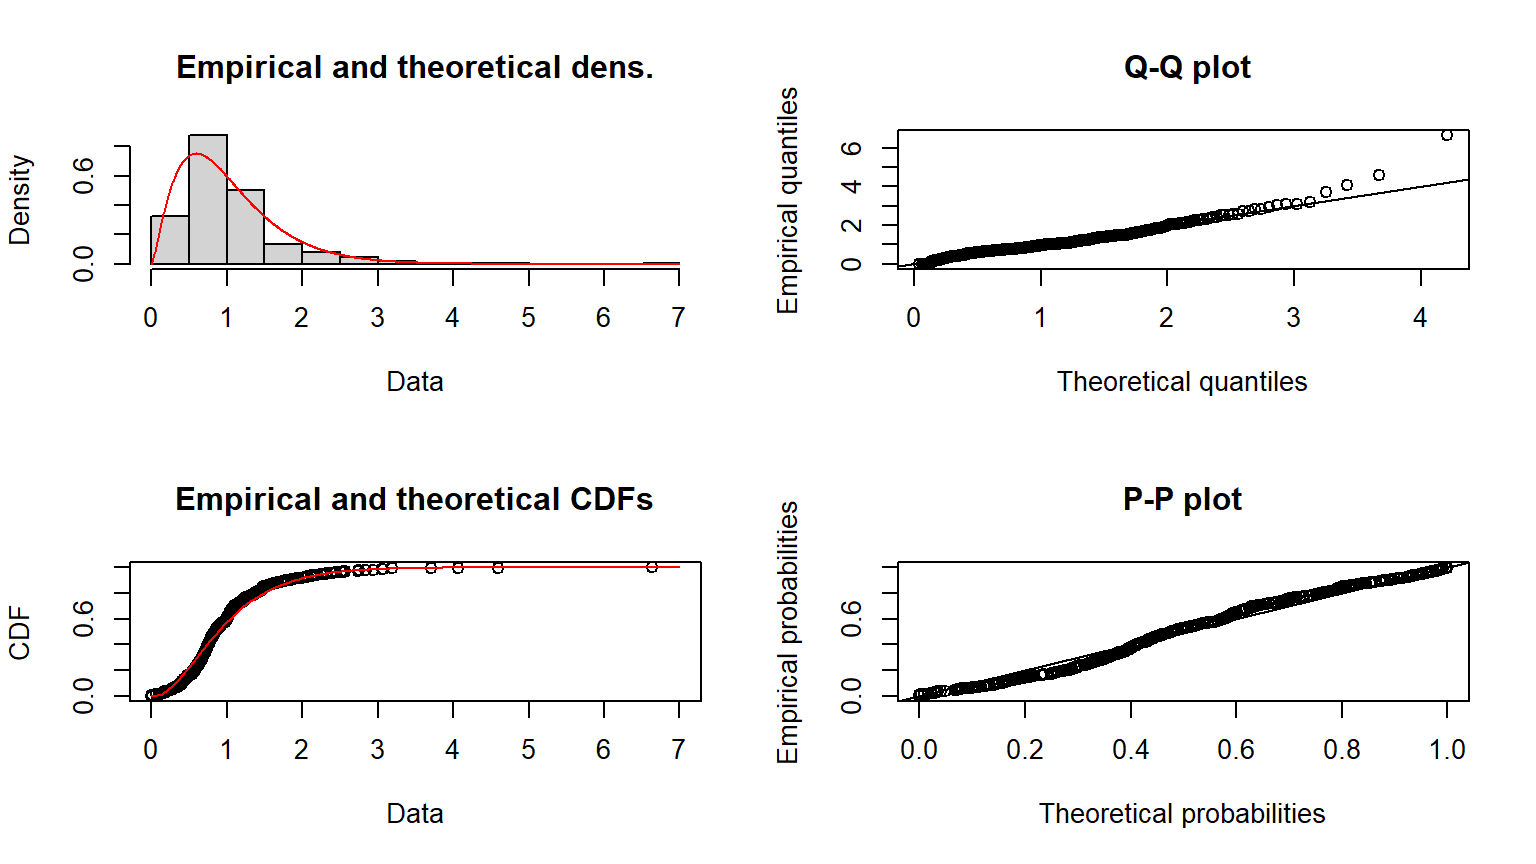 Empirical and theoretical dens.
Density
0.0 0.6
0 1 2 3 4 5 6 7
Data
Q-Q plot
Empirical quantiles
0 2 4 6
0 1 2 3 4
Theoretical quantiles
Empirical and theoretical CDFs
CDF
0.0 0.6
0 1 2 3 4 5 6 7
Data
P-P plot
Empirical probabilities
0.0 0.6
0.0 0.2 0.4 0.6 0.8 1.0
Theoretical probabilities